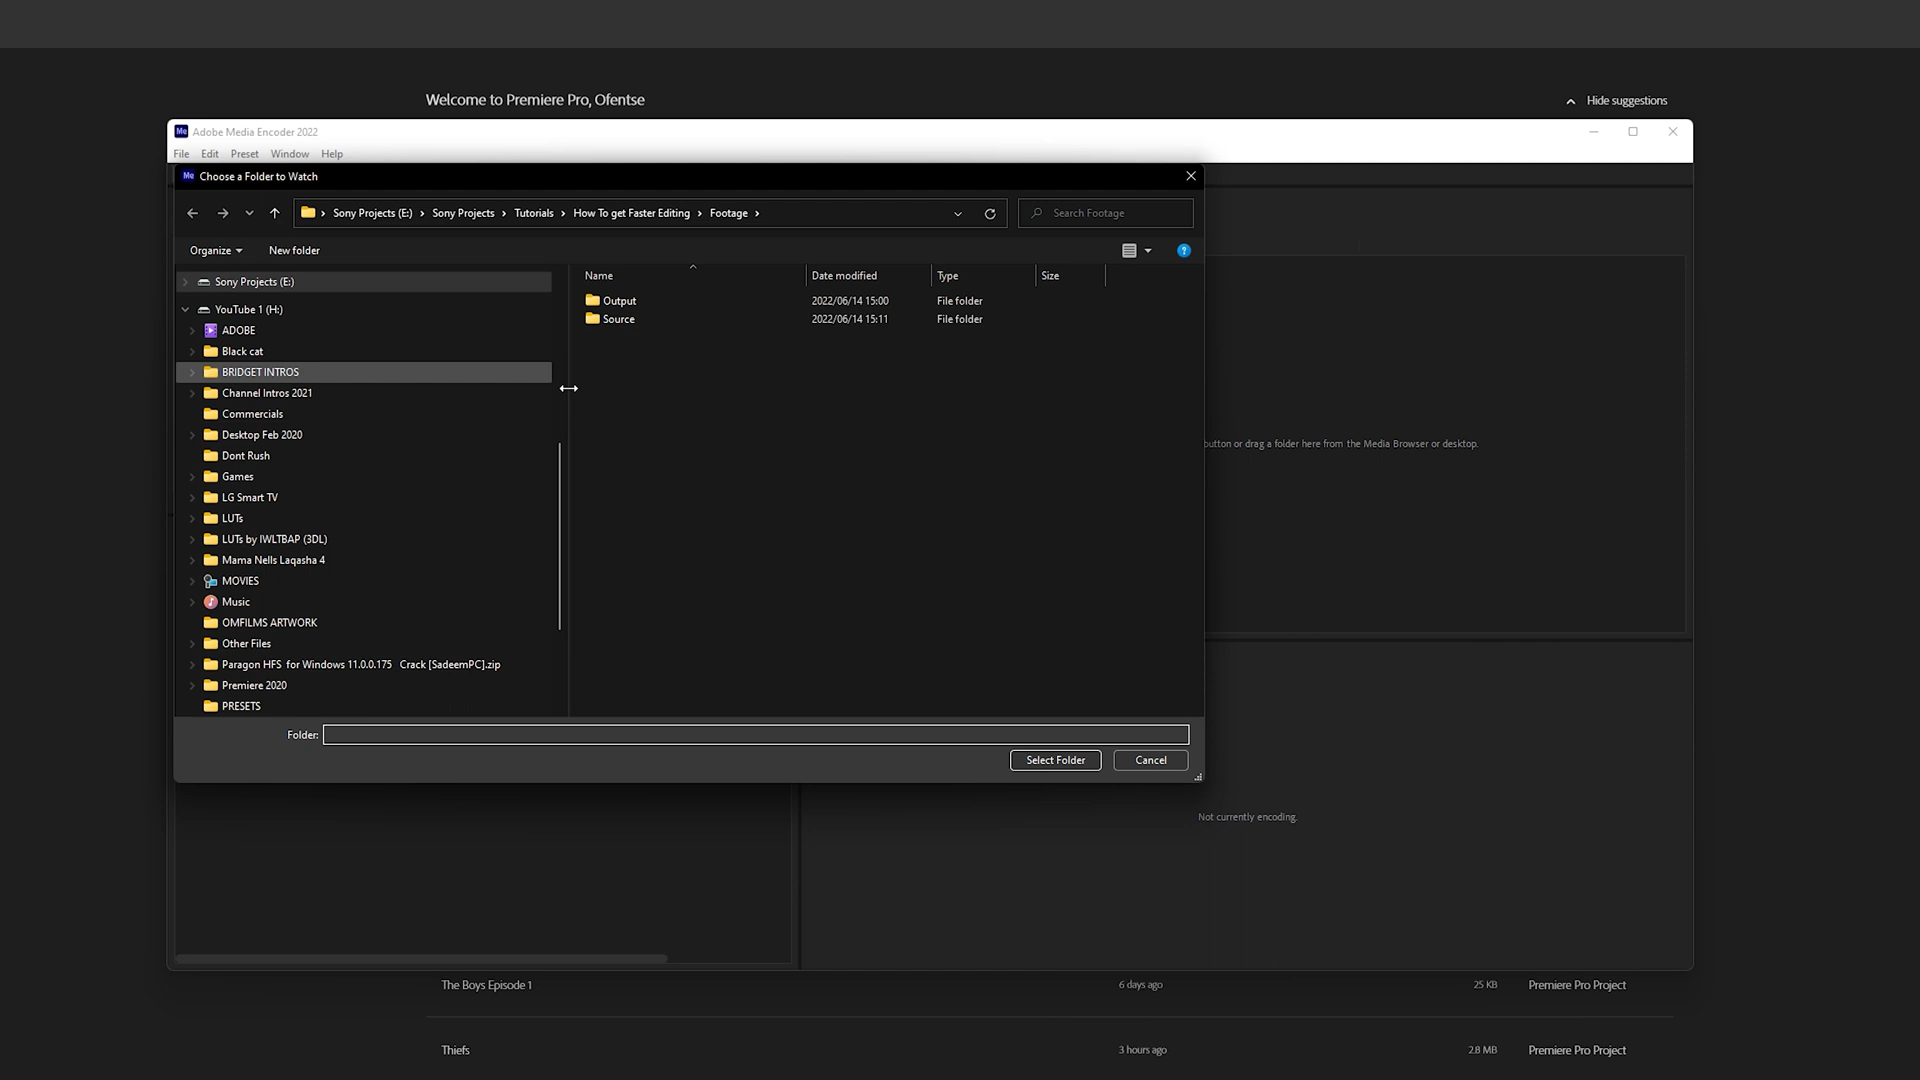 Welcome to Premiere Pro, Ofentse
Hide suggestions
Me Adobe Media Encoder 2022
File Edit Preset Window Help
Me Choose a Folder to Watch
Sony Projects (E:) Sony Projects Tutorials How To get Faster Editing Footage
Search Footage
Organize New folder
?
Name Date modified Type Size
Sony Projects (E:)
Output 2022/06/14 15:00 File folder
YouTube 1 (H:)
Source 2022/06/14 15:11 File folder
ADOBE
Black cat
BRIDGET INTROS
Channel Intros 2021
Commercials
Desktop Feb 2020
button or drag a folder here from the Media Browser or desktop.
Dont Rush
Games
LG Smart TV
LUTs
LUTs by IWLTBAP (3DL)
Mama Nells Laqasha 4
MOVIES
Music
OMFILMS ARTWORK
Other Files
Paragon HFS for Windows 11.0.0.175 Crack [SadeemPC].zip
Premiere 2020
PRESETS
Folder:
Select Folder Cancel
Not currently encoding.
The Boys Episode 1 6 days ago 25 KB Premiere Pro Project
Thiefs 3 hours ago 2.8 MB Premiere Pro Project